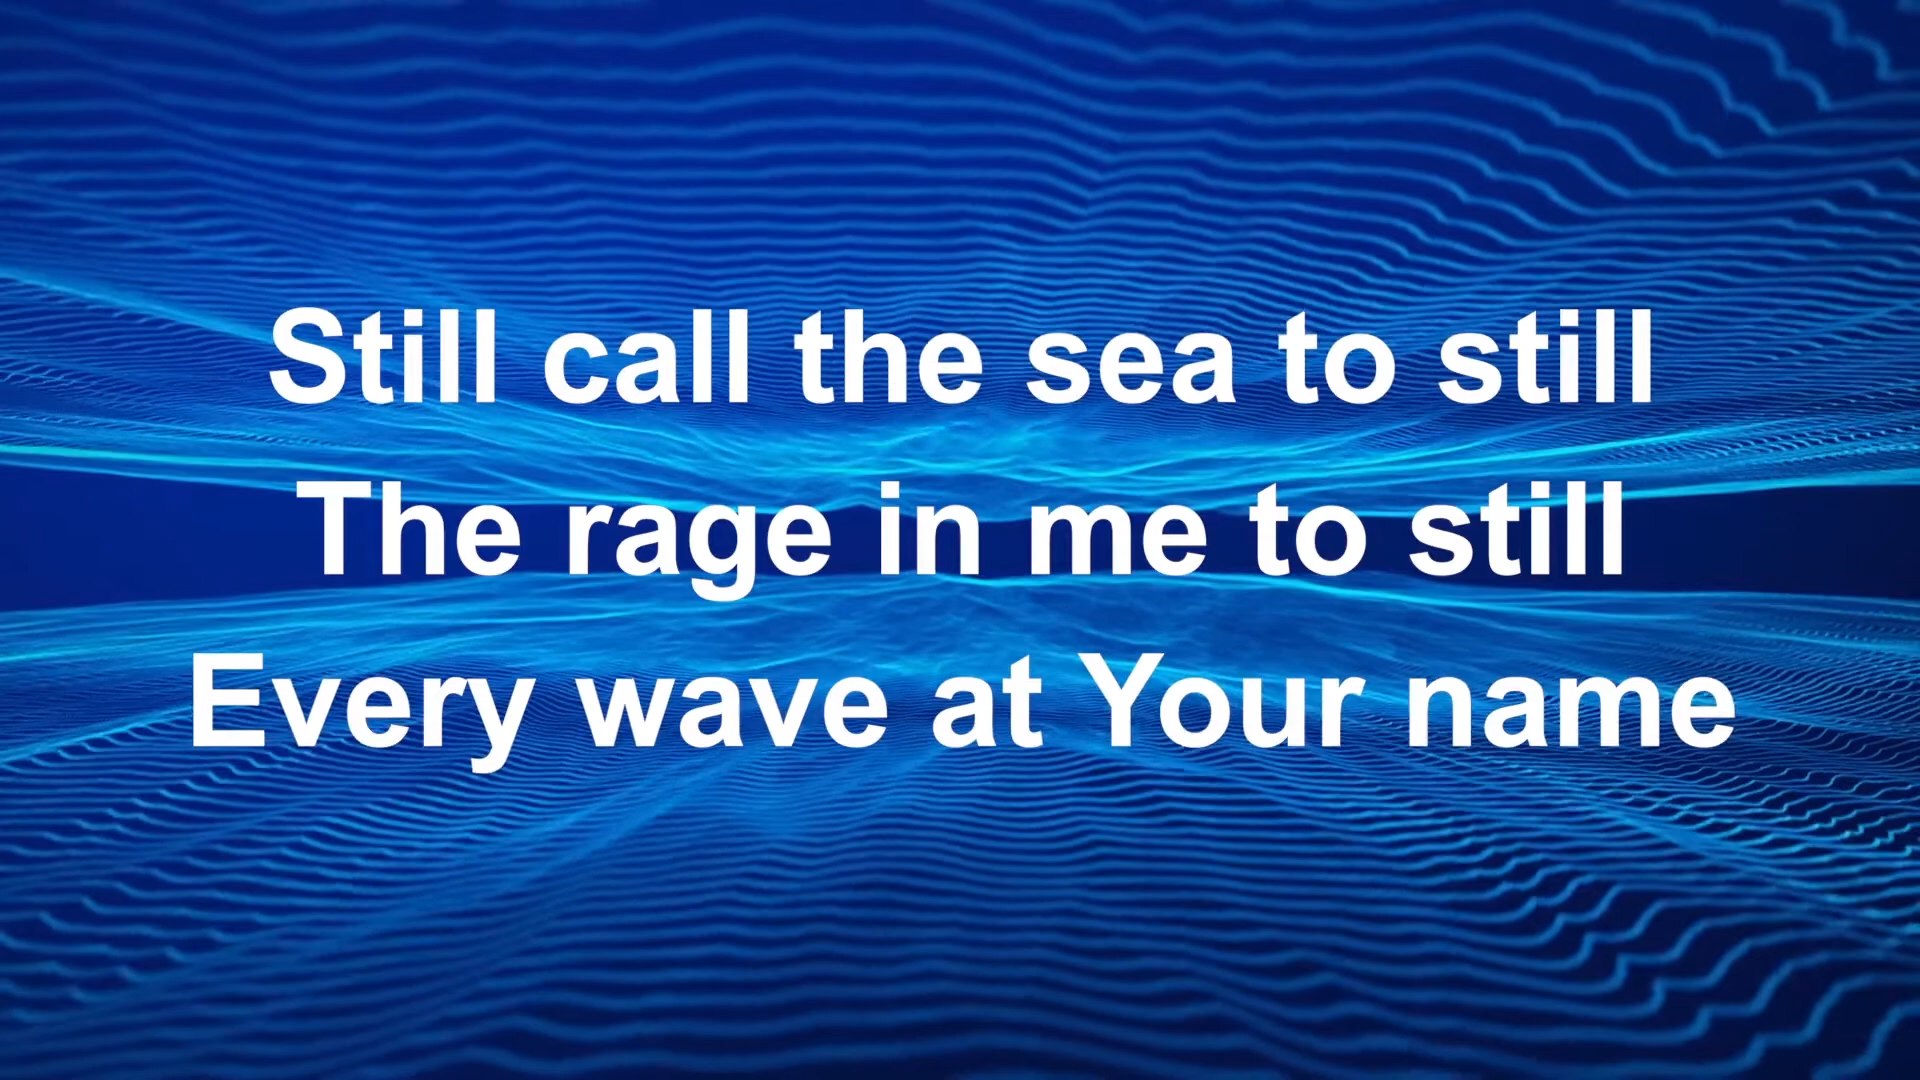 Still call the sea to still
The rage in me to still
Every wave at Your name